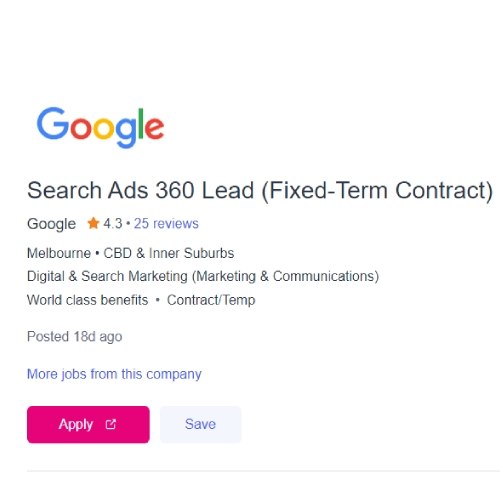 Google
Search Ads 360 Lead (Fixed-Term Contract)
Google 4.3 • 25 reviews
Melbourne • CBD & Inner Suburbs
Digital & Search Marketing (Marketing & Communications)
World class benefits • Contract/Temp
Posted 18d ago
More jobs from this company
Apply Save